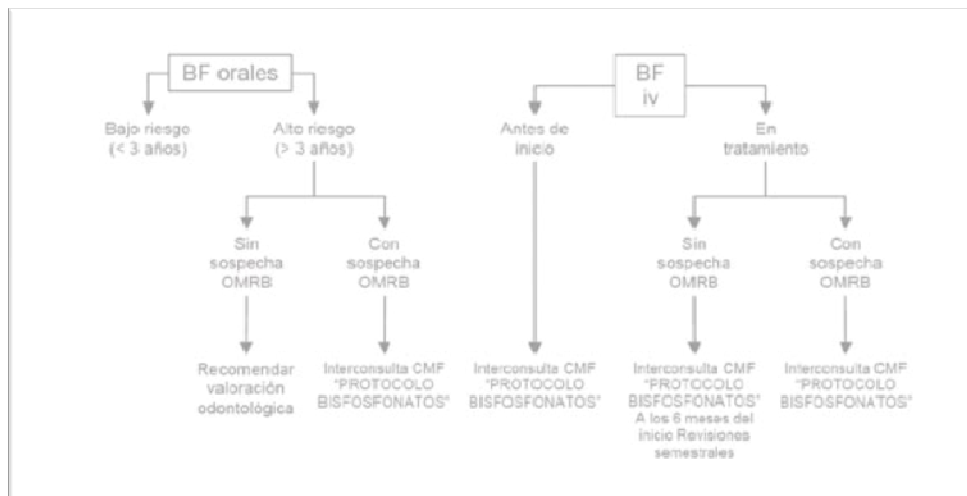 BF orales
Bajo riesgo
(< 3 años)
Alto riesgo
(> 3 años)
Sin
sospecha
OMRB
Con
sospecha
OMRB
Recomendar
valoración
odontológica
Interconsulta CMF
"PROTOCOLO
BISFOSFONATOS"
BF
iv
Antes de
inicio
En
tratamiento
Sin
sospecha
OMRB
Con
sospecha
OMRB
Interconsulta CMF
"PROTOCOLO
BISFOSFONATOS"
Interconsulta CMF
"PROTOCOLO
BISFOSFONATOS"
A los 6 meses del
inicio Revisiones
semestrales
Interconsulta CMF
"PROTOCOLO
BISFOSFONATOS"